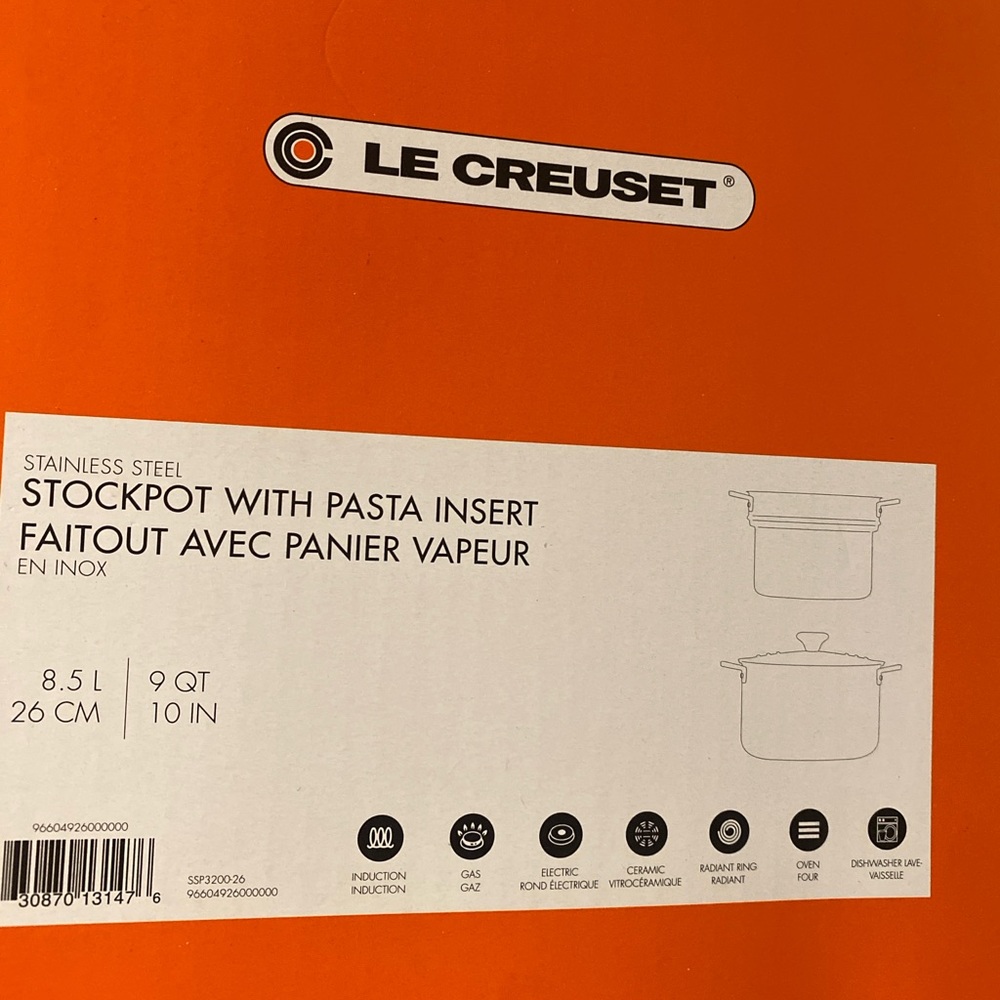 LE CREUSET®
STAINLESS STEEL
STOCKPOT WITH PASTA INSERT
FAITOUT AVEC PANIER VAPEUR
EN INOX
8.5 L 9 QT
26 CM 10 IN
96604926000000
30870 13147 6
SSP3200-26
96604926000000
INDUCTION
INDUCTION
GAS
GAZ
ELECTRIC
ROND ÉLECTRIQUE
CERAMIC
VITROCÉRAMIQUE
RADIANT RING
RADIANT
OVEN
FOUR
DISHWASHER LAVE-
VAISSELLE